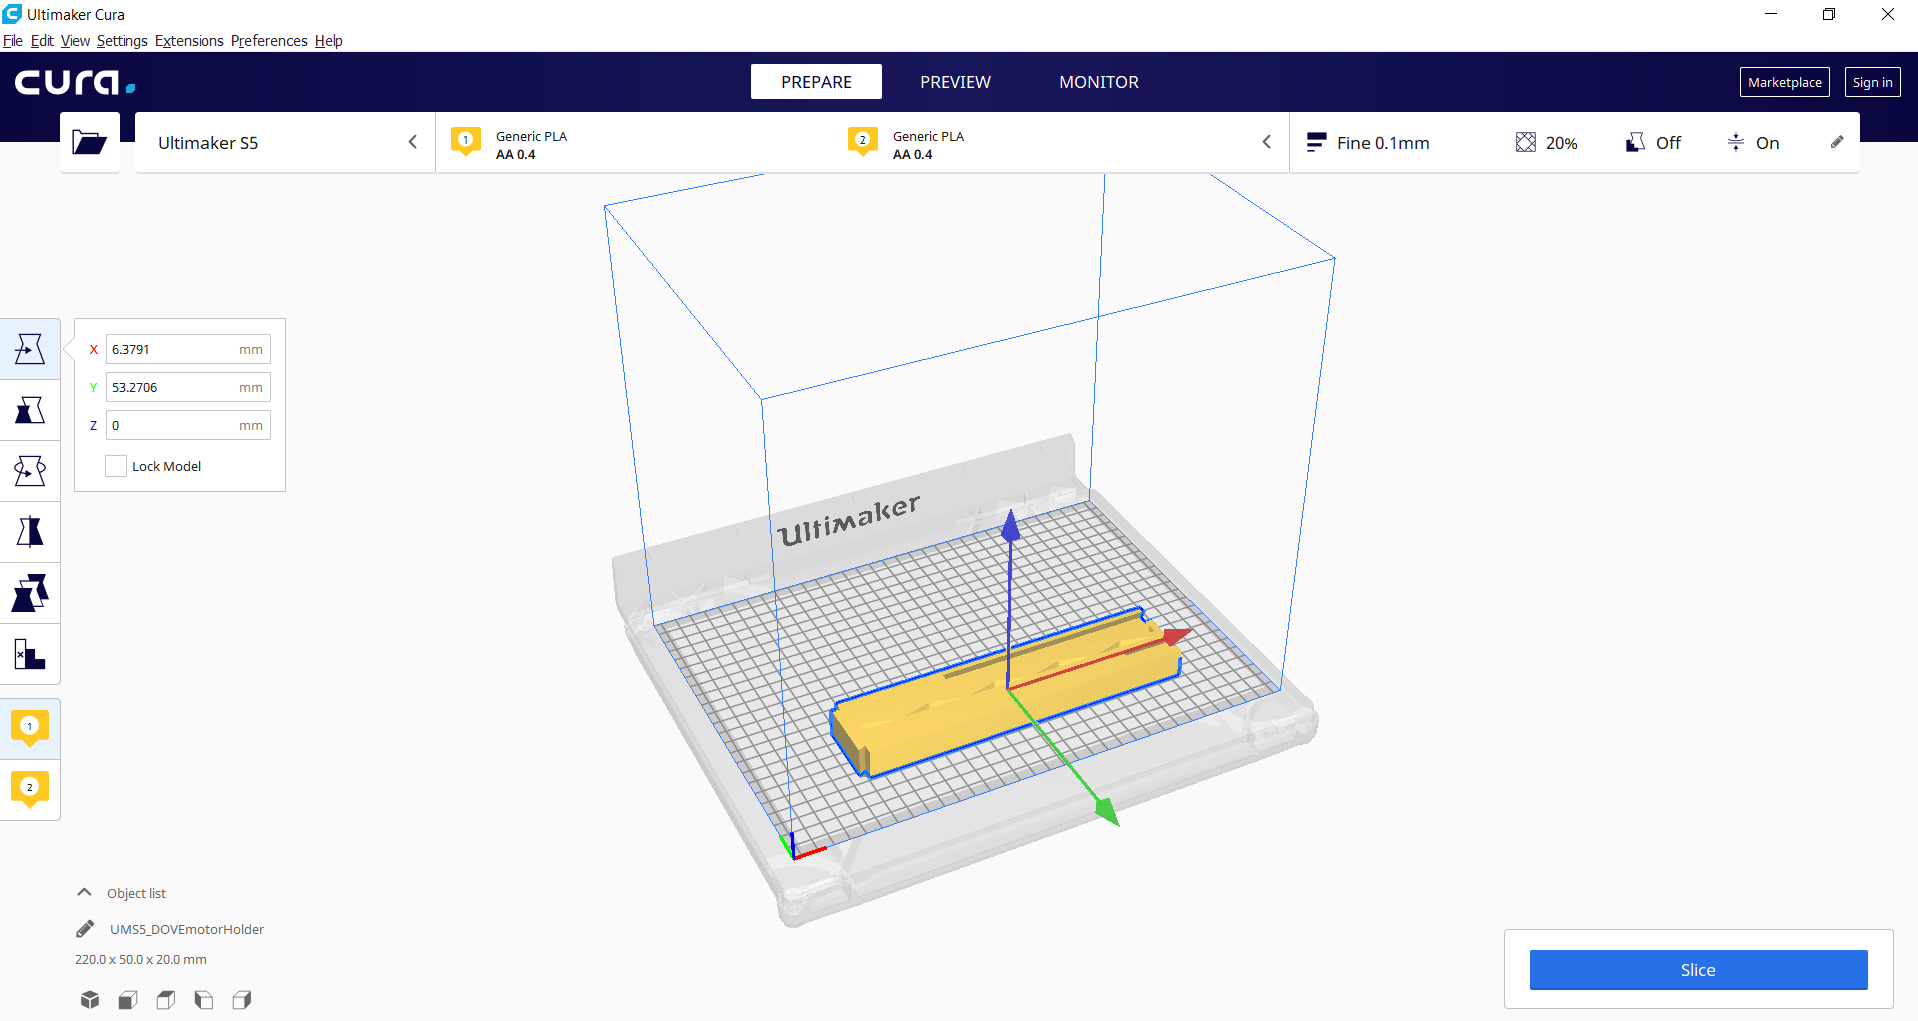 Ultimaker Cura
File Edit View Settings Extensions Preferences Help
cura.
PREPARE PREVIEW MONITOR
Marketplace Sign in
Ultimaker S5
1 Generic PLA
AA 0.4
2 Generic PLA
AA 0.4
Fine 0.1mm 20% Off On
X 6.3791 mm
Y 53.2706 mm
Z 0 mm
Lock Model
Ultimaker
1
2
Object list
UMS5_DOVEmotorHolder
220.0 x 50.0 x 20.0 mm
Slice